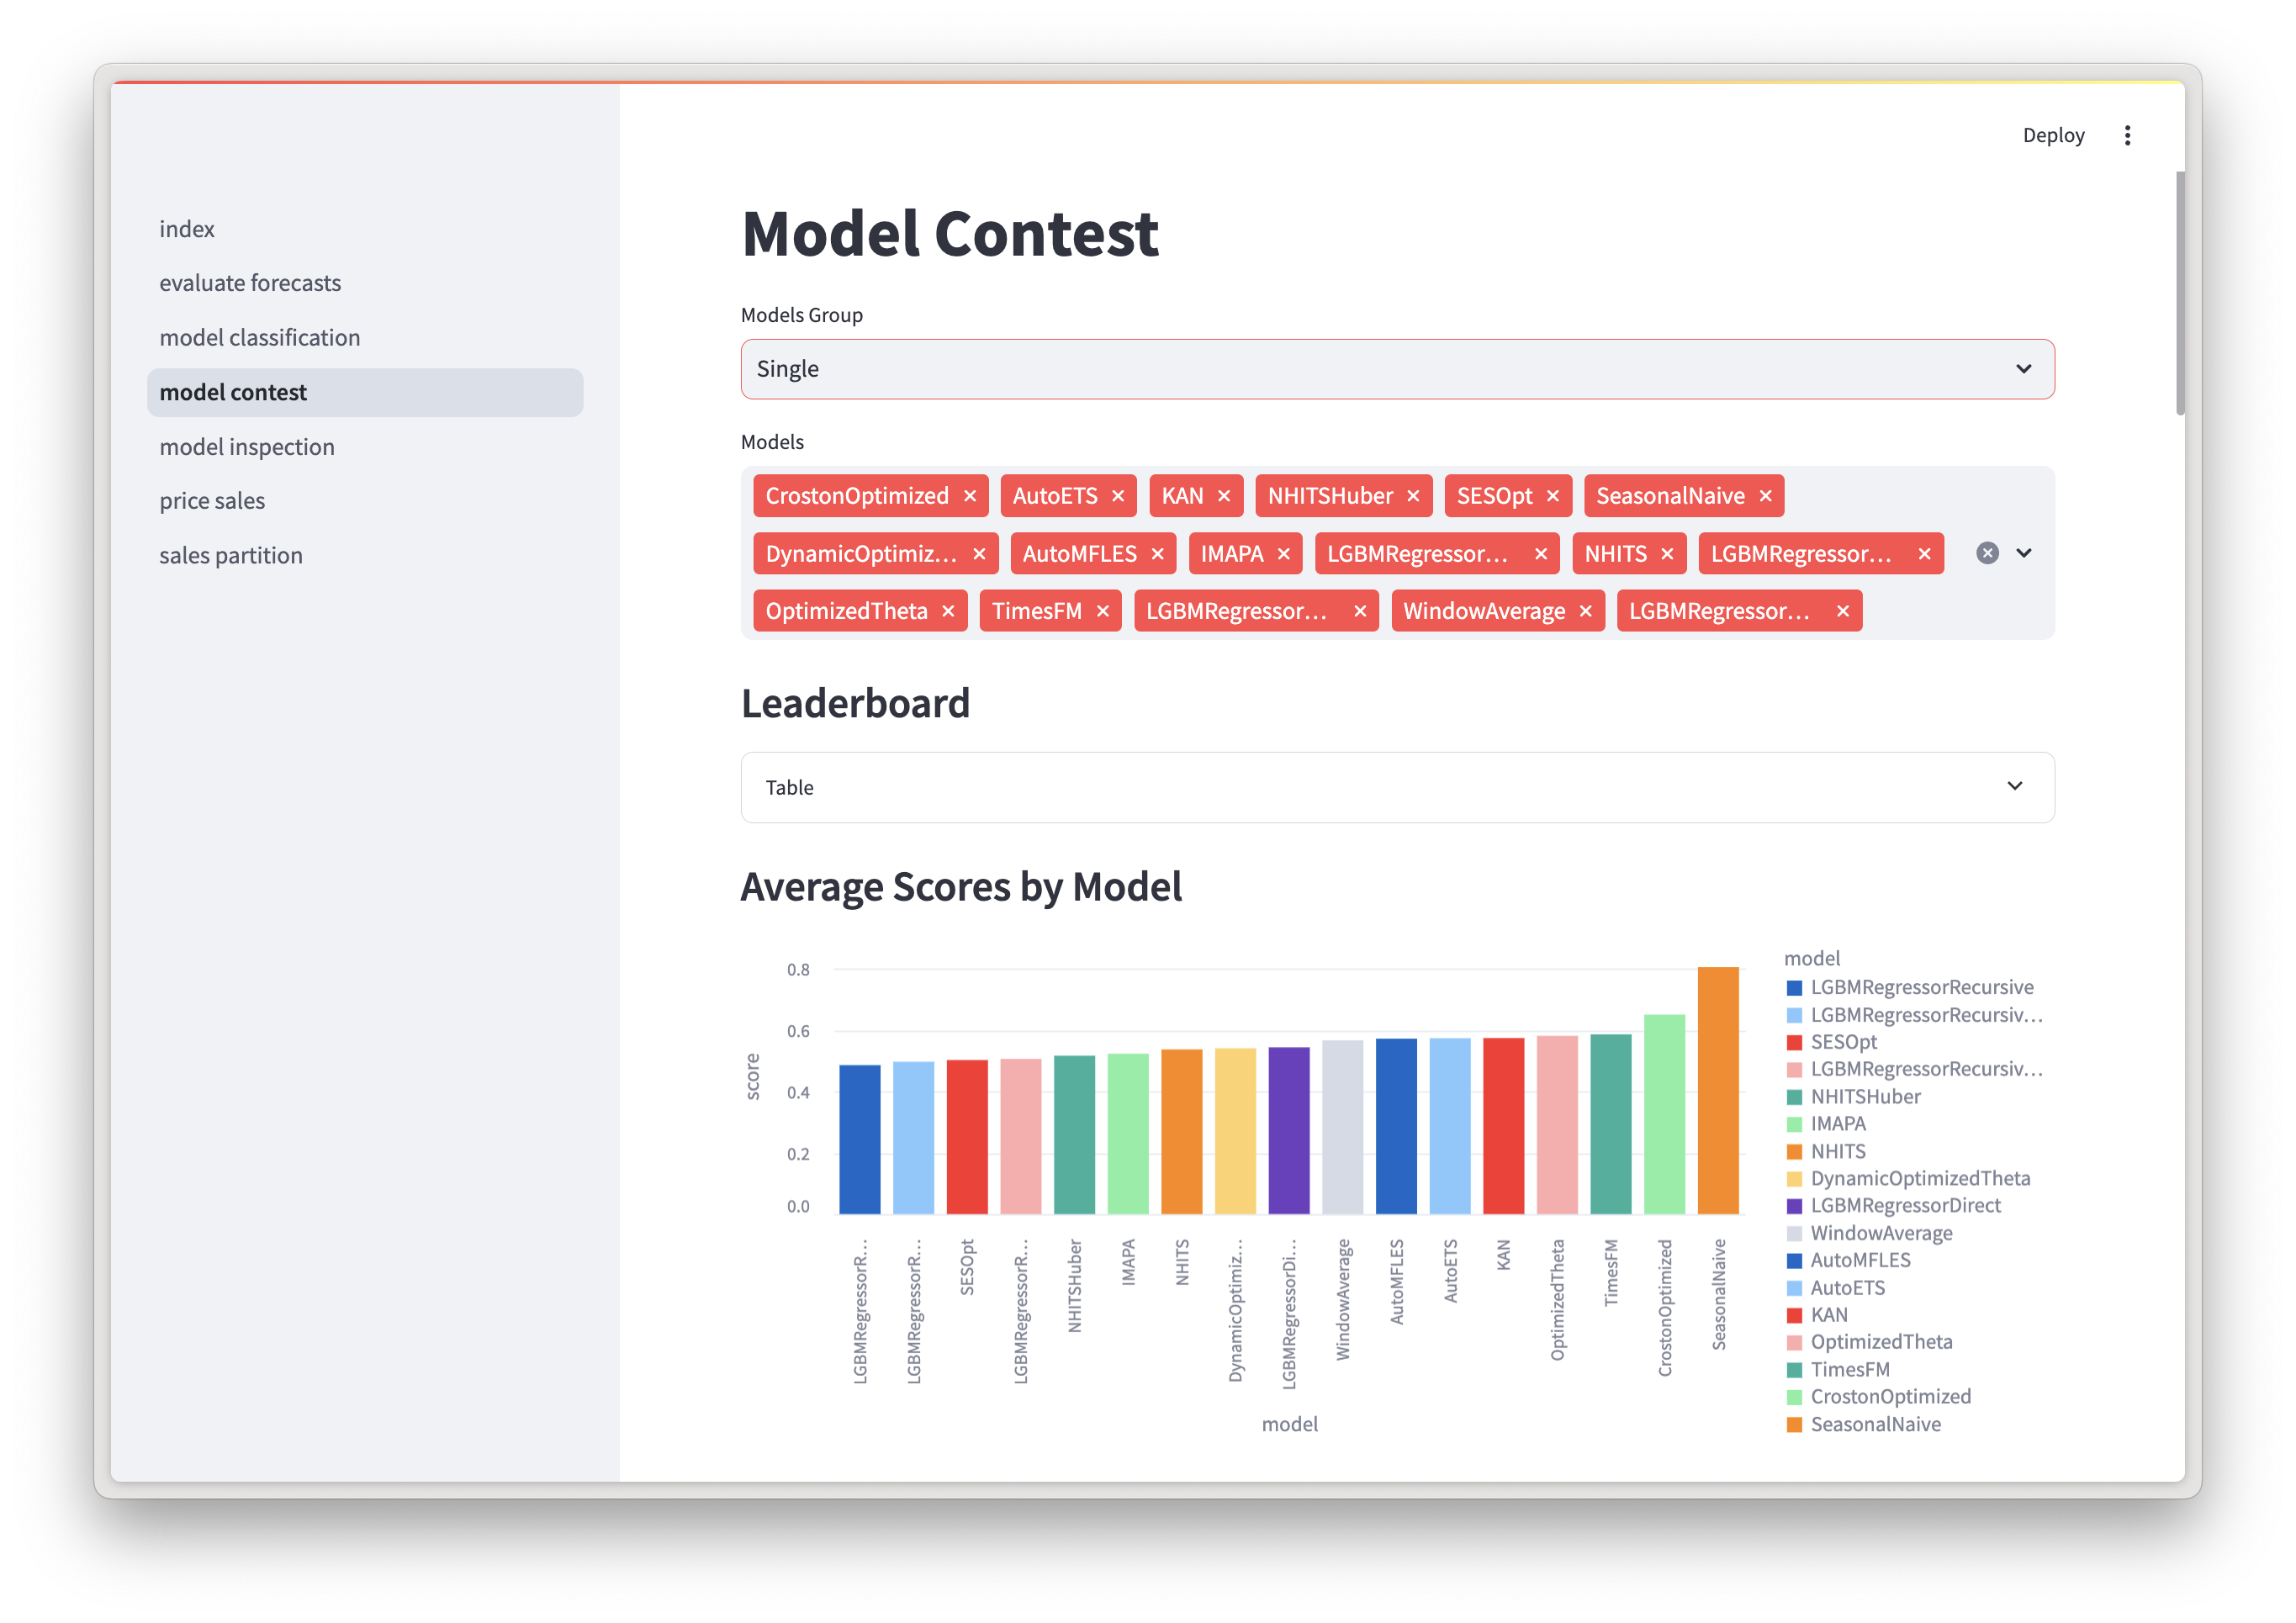 Deploy
index
evaluate forecasts
model classification
model contest
model inspection
price sales
sales partition
Model Contest
Models Group
Single
Models
CrostonOptimized
AutoETS
KAN
NHITSHuber
SESOpt
SeasonalNaive
DynamicOptimiz...
AutoMFLES
IMAPA
LGBMRegressor...
NHITS
LGBMRegressor...
OptimizedTheta
TimesFM
LGBMRegressor...
WindowAverage
LGBMRegressor...
Leaderboard
Table
Average Scores by Model
score
0.8
0.6
0.4
0.2
0.0
LGBMRegressorR...
LGBMRegressorR...
SESOpt
LGBMRegressorR...
NHITSHuber
IMAPA
NHITS
DynamicOptimiz...
LGBMRegressorDi...
WindowAverage
AutoMFLES
AutoETS
KAN
OptimizedTheta
TimesFM
CrostonOptimized
SeasonalNaive
model
model
LGBMRegressorRecursive
LGBMRegressorRecursiv...
SESOpt
LGBMRegressorRecursiv...
NHITSHuber
IMAPA
NHITS
DynamicOptimizedTheta
LGBMRegressorDirect
WindowAverage
AutoMFLES
AutoETS
KAN
OptimizedTheta
TimesFM
CrostonOptimized
SeasonalNaive